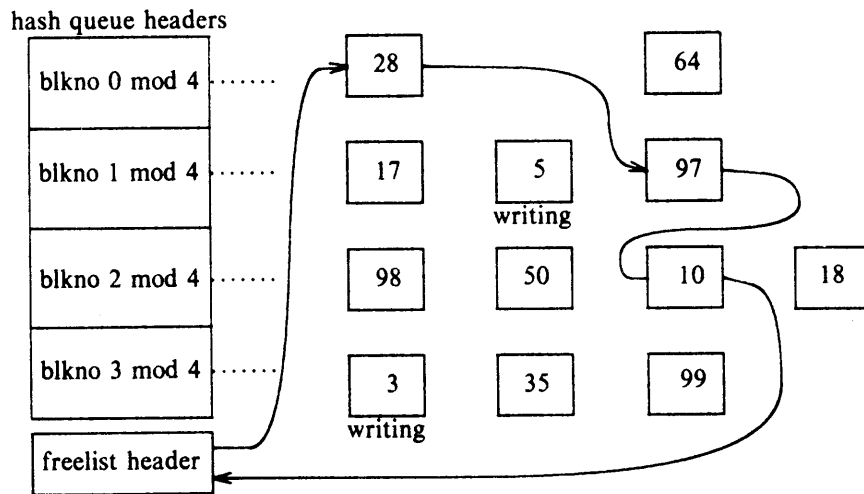 hash queue headers
blkno 0 mod 4
28
64
blkno 1 mod 4
17
5
97
writing
blkno 2 mod 4
98
50
10
18
blkno 3 mod 4
3
35
99
writing
freelist header